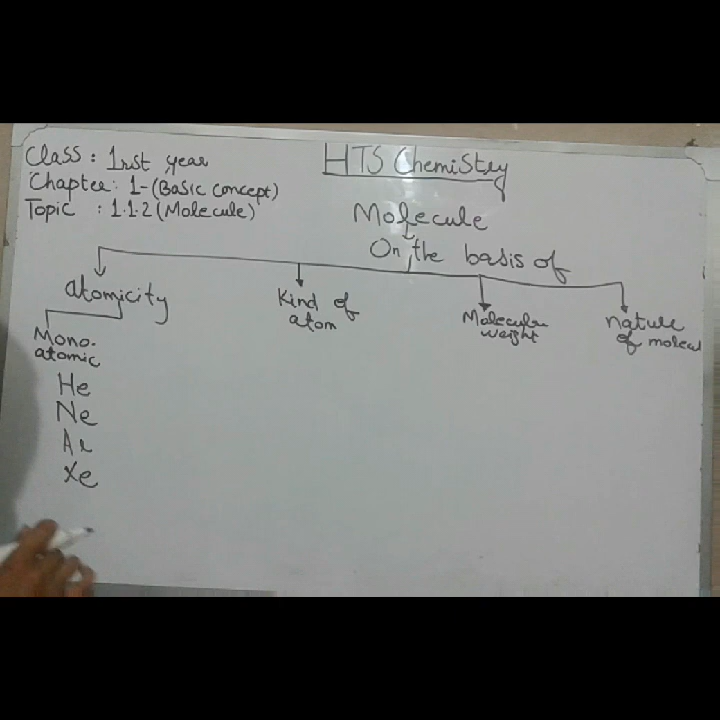 Class : 1rst year
Chapter: 1-(Basic concept)
Topic : 1.1.2 (Molecule)
HTS Chemistry
Molecule
On the basis of
atomicity
Kind of
atom
Molecular
weight
nature
of molecul
Mono-
atomic
He
Ne
Ar
Xe